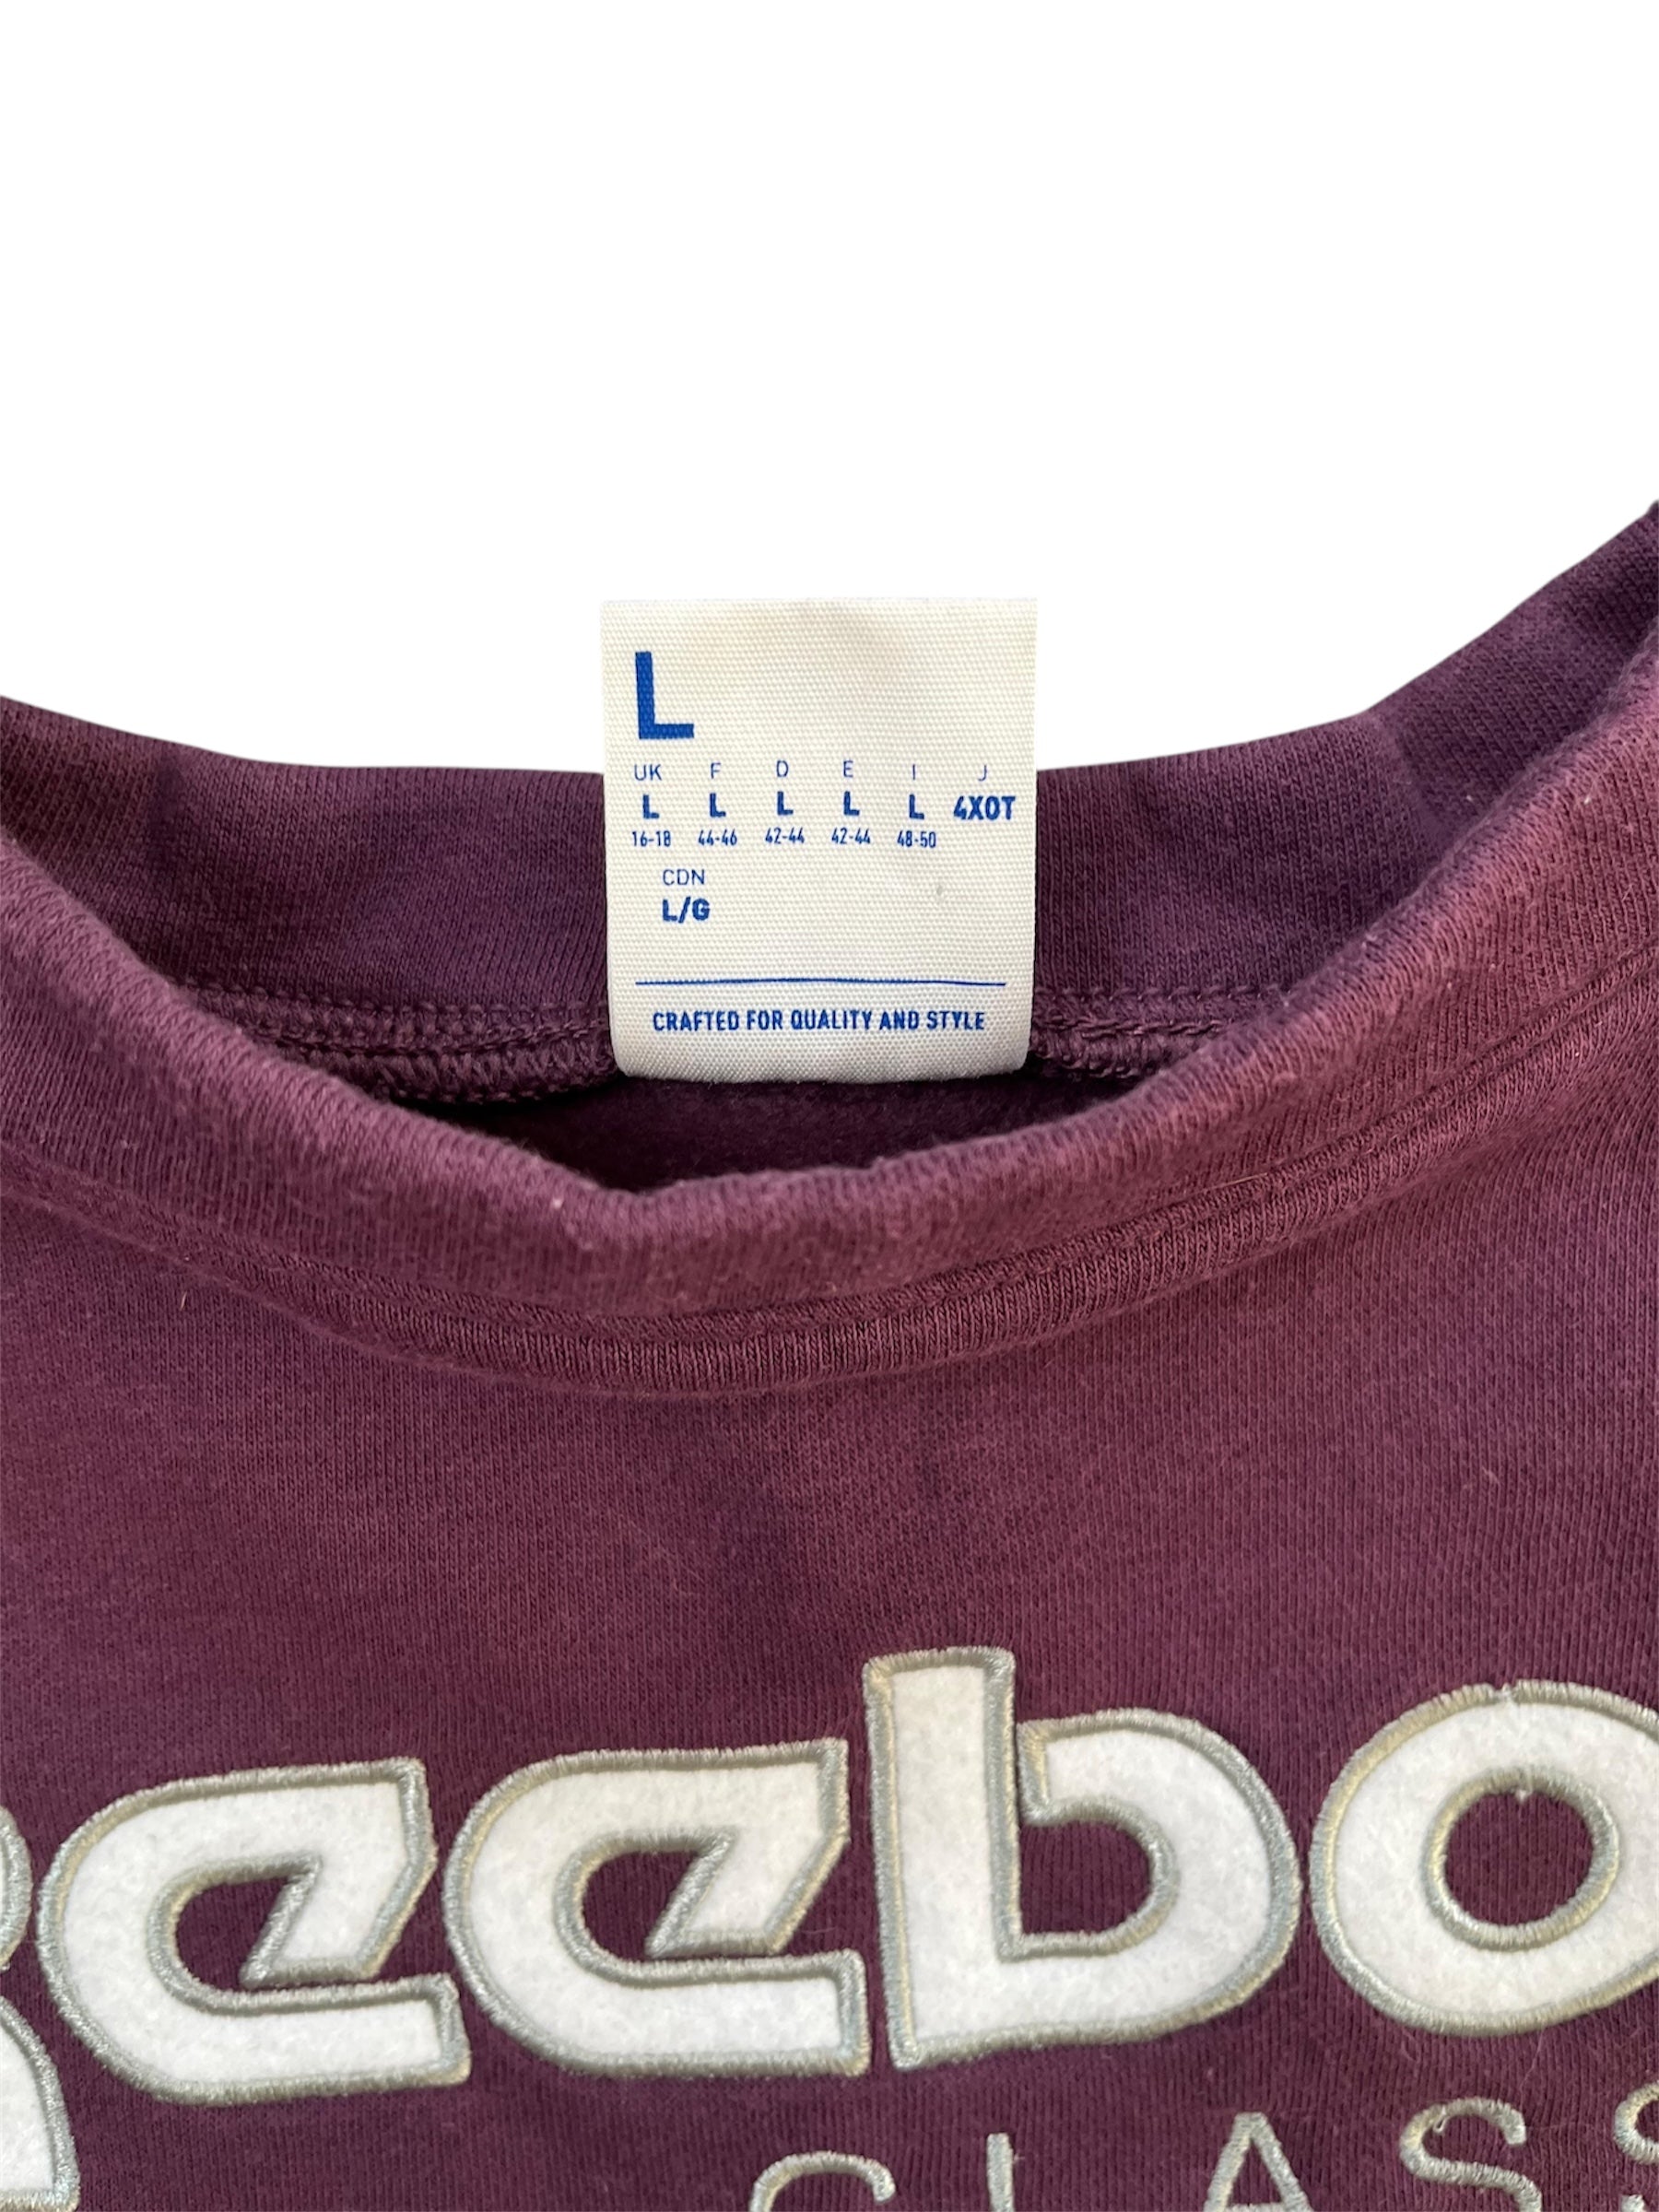 L
UK F D E I J
L L L L L 4XOT
16-18 44-46 42-44 42-44 48-50
CDN
L/G
CRAFTED FOR QUALITY AND STYLE
Reebo
CLASS